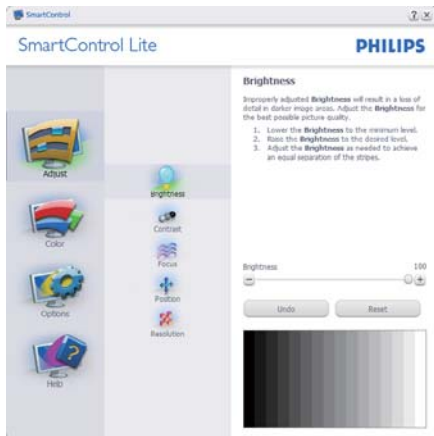 SmartControl
? x
SmartControl Lite
PHILIPS
Adjust
Color
Options
Help
Brightness
Contrast
Focus
Position
Resolution
Brightness
Improperly adjusted Brightness will result in a loss of
detail in darker image areas. Adjust the Brightness for
the best possible picture quality.
1. Lower the Brightness to the minimum level.
2. Raise the Brightness to the desired level.
3. Adjust the Brightness as needed to achieve
an equal separation of the stripes.
Brightness 100
Undo Reset